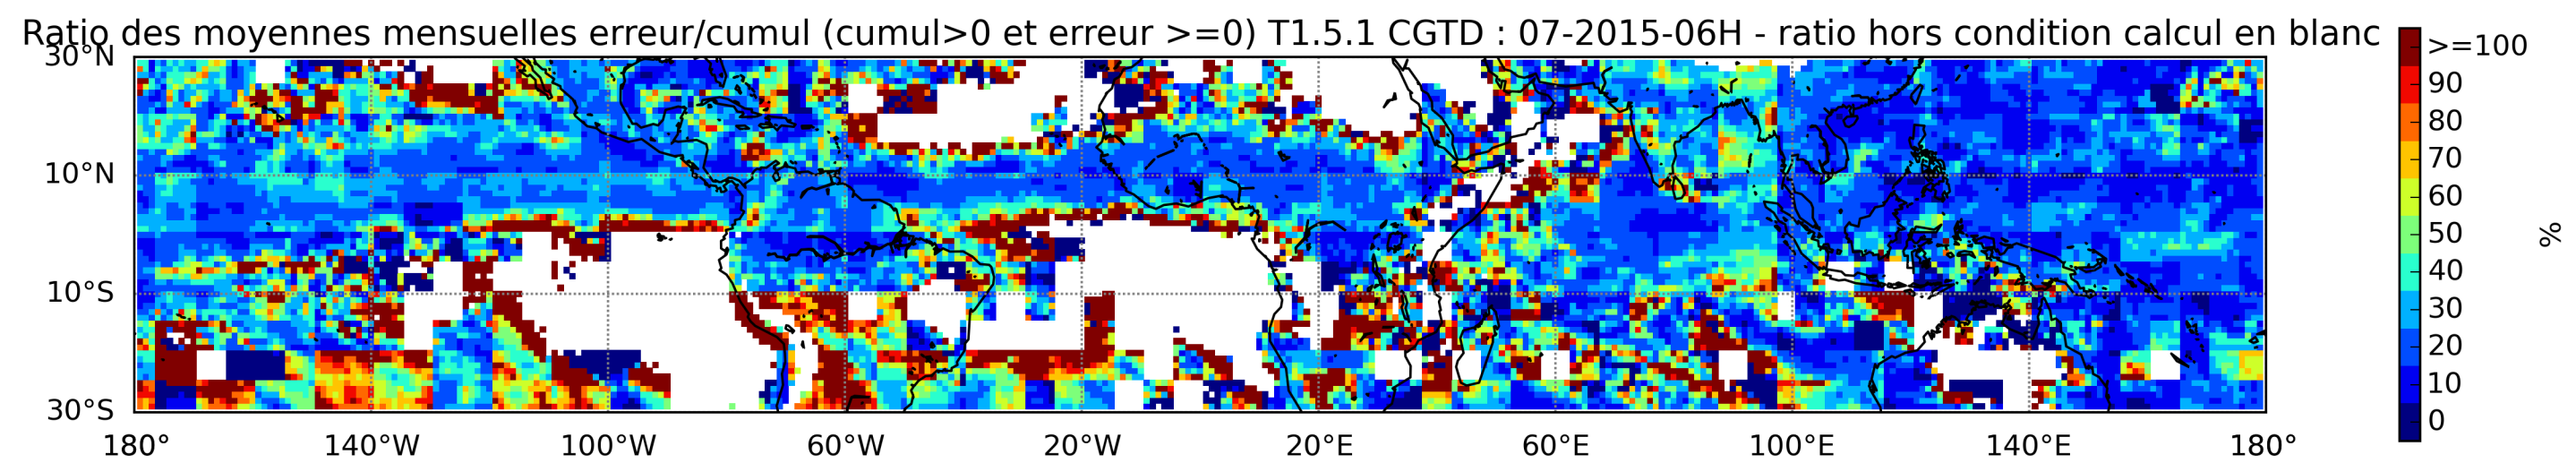 Ratio des moyennes mensuelles erreur/cumul (cumul>0 et erreur >=0) T1.5.1 CGTD : 07-2015-06H - ratio hors condition calcul en blanc
30°N
10°N
10°S
30°S
180° 140°W 100°W 60°W 20°W 20°E 60°E 100°E 140°E 180°
>=100
90
80
70
60
50
40
30
20
10
0
%